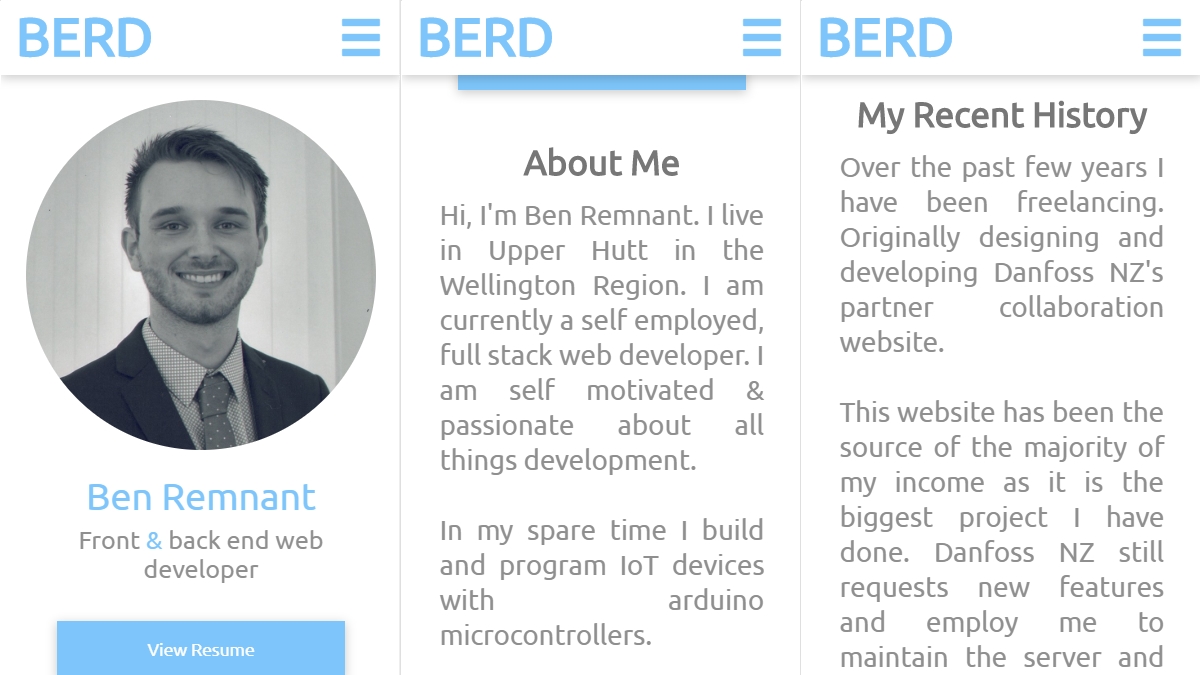 BERD
Ben Remnant
Front & back end web
developer
View Resume
BERD
About Me
Hi, I'm Ben Remnant. I live
in Upper Hutt in the
Wellington Region. I am
currently a self employed,
full stack web developer. I
am self motivated &
passionate about all
things development.
In my spare time I build
and program IoT devices
with arduino
microcontrollers.
BERD
My Recent History
Over the past few years I
have been freelancing.
Originally designing and
developing Danfoss NZ's
partner collaboration
website.
This website has been the
source of the majority of
my income as it is the
biggest project I have
done. Danfoss NZ still
requests new features
and employ me to
maintain the server and